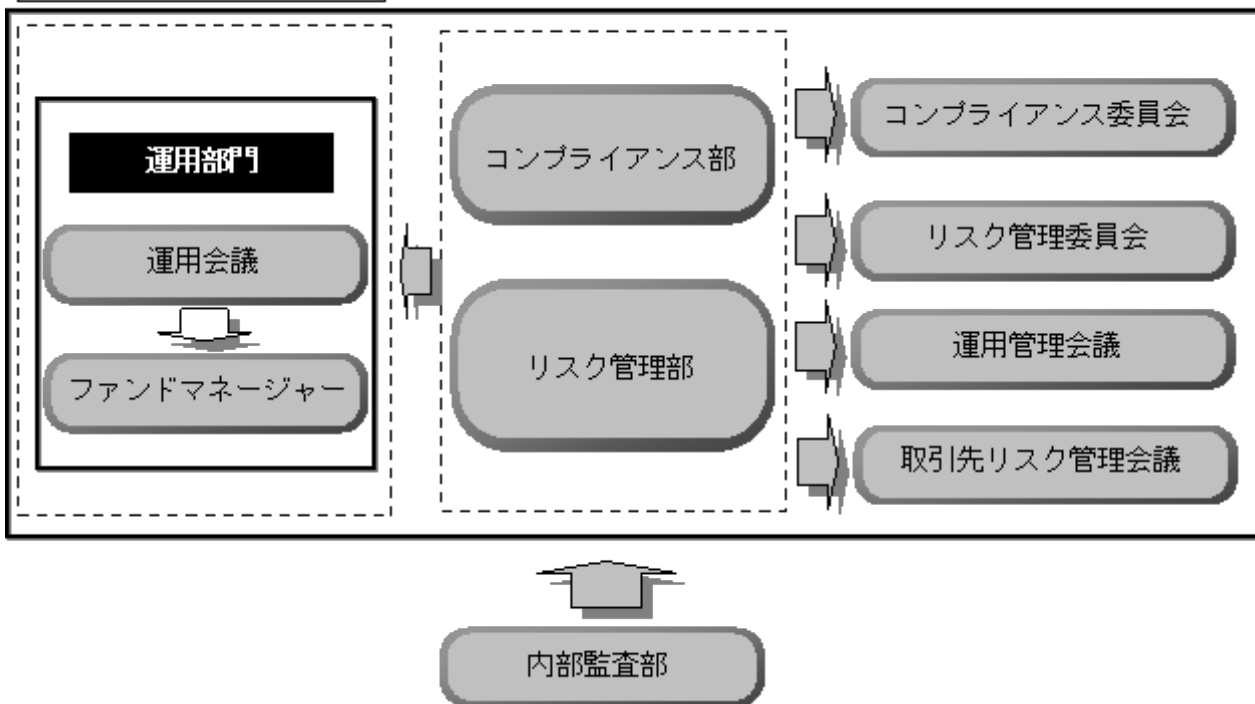 運用部門
運用会議
ファンドマネージャー
コンプライアンス部
リスク管理部
コンプライアンス委員会
リスク管理委員会
運用管理会議
取引先リスク管理会議
内部監査部